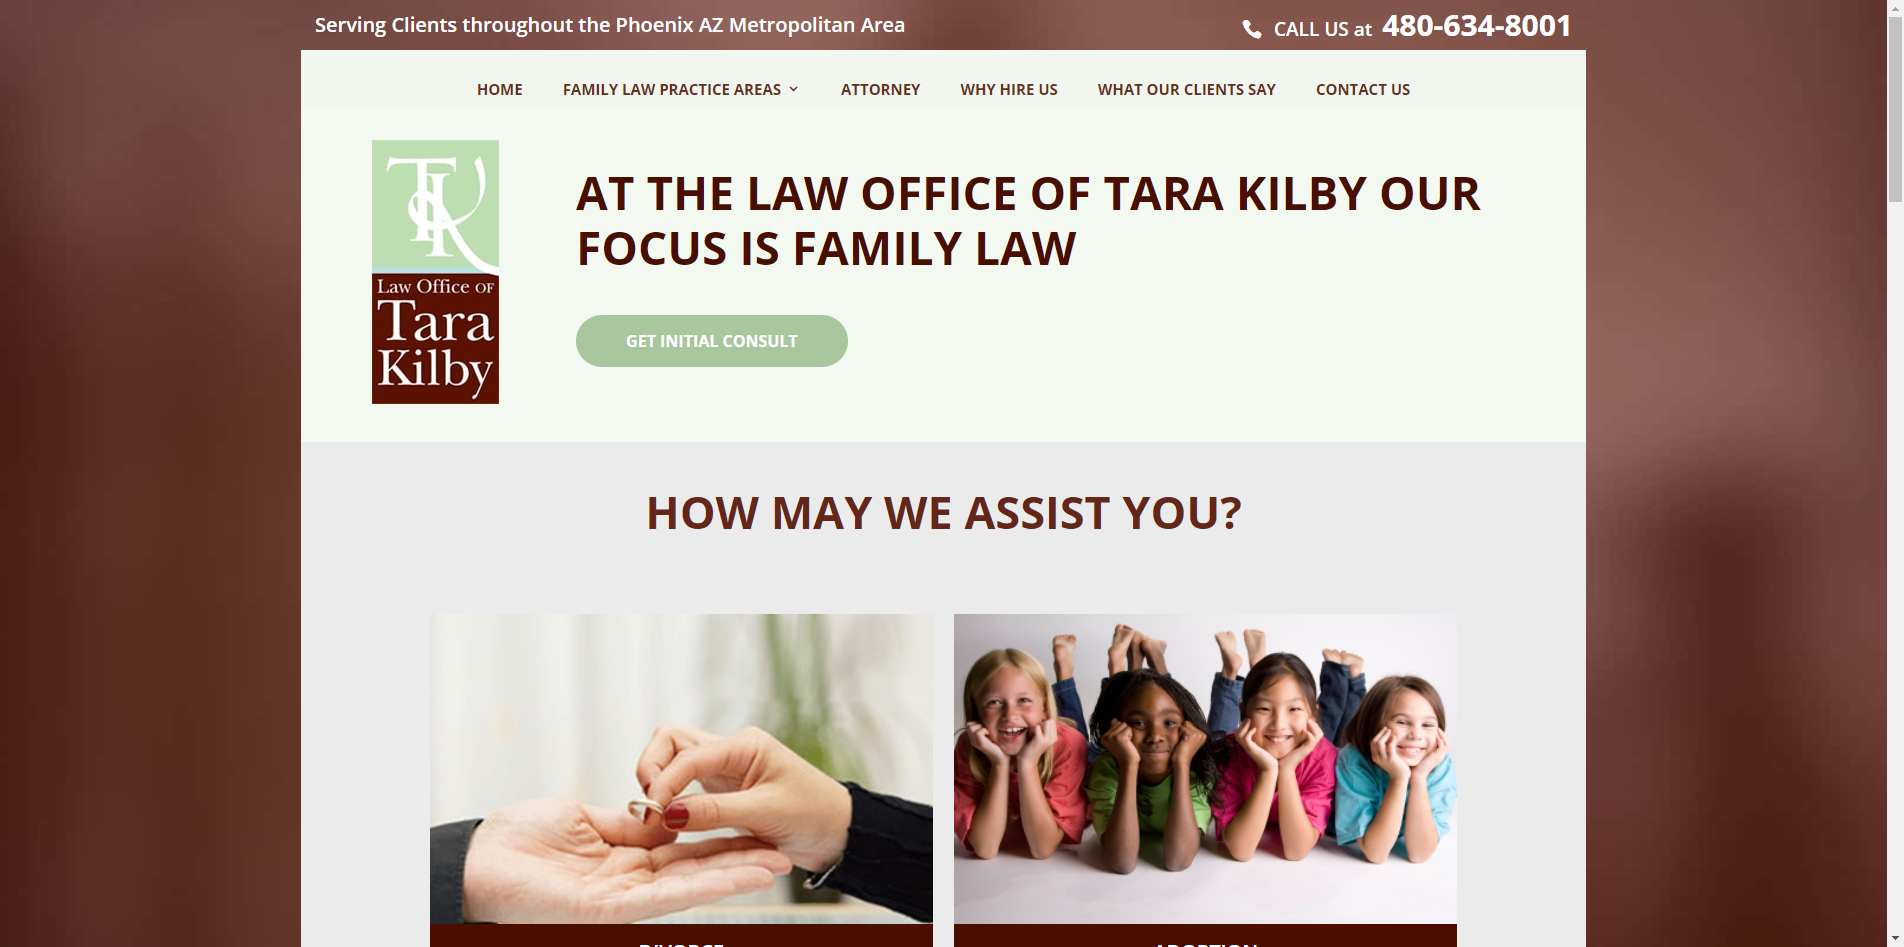 Serving Clients throughout the Phoenix AZ Metropolitan Area
CALL US at 480-634-8001
HOME FAMILY LAW PRACTICE AREAS ATTORNEY WHY HIRE US WHAT OUR CLIENTS SAY CONTACT US
TK
Law Office OF
Tara
Kilby
AT THE LAW OFFICE OF TARA KILBY OUR
FOCUS IS FAMILY LAW
GET INITIAL CONSULT
HOW MAY WE ASSIST YOU?
DIVORCE ADOPTION